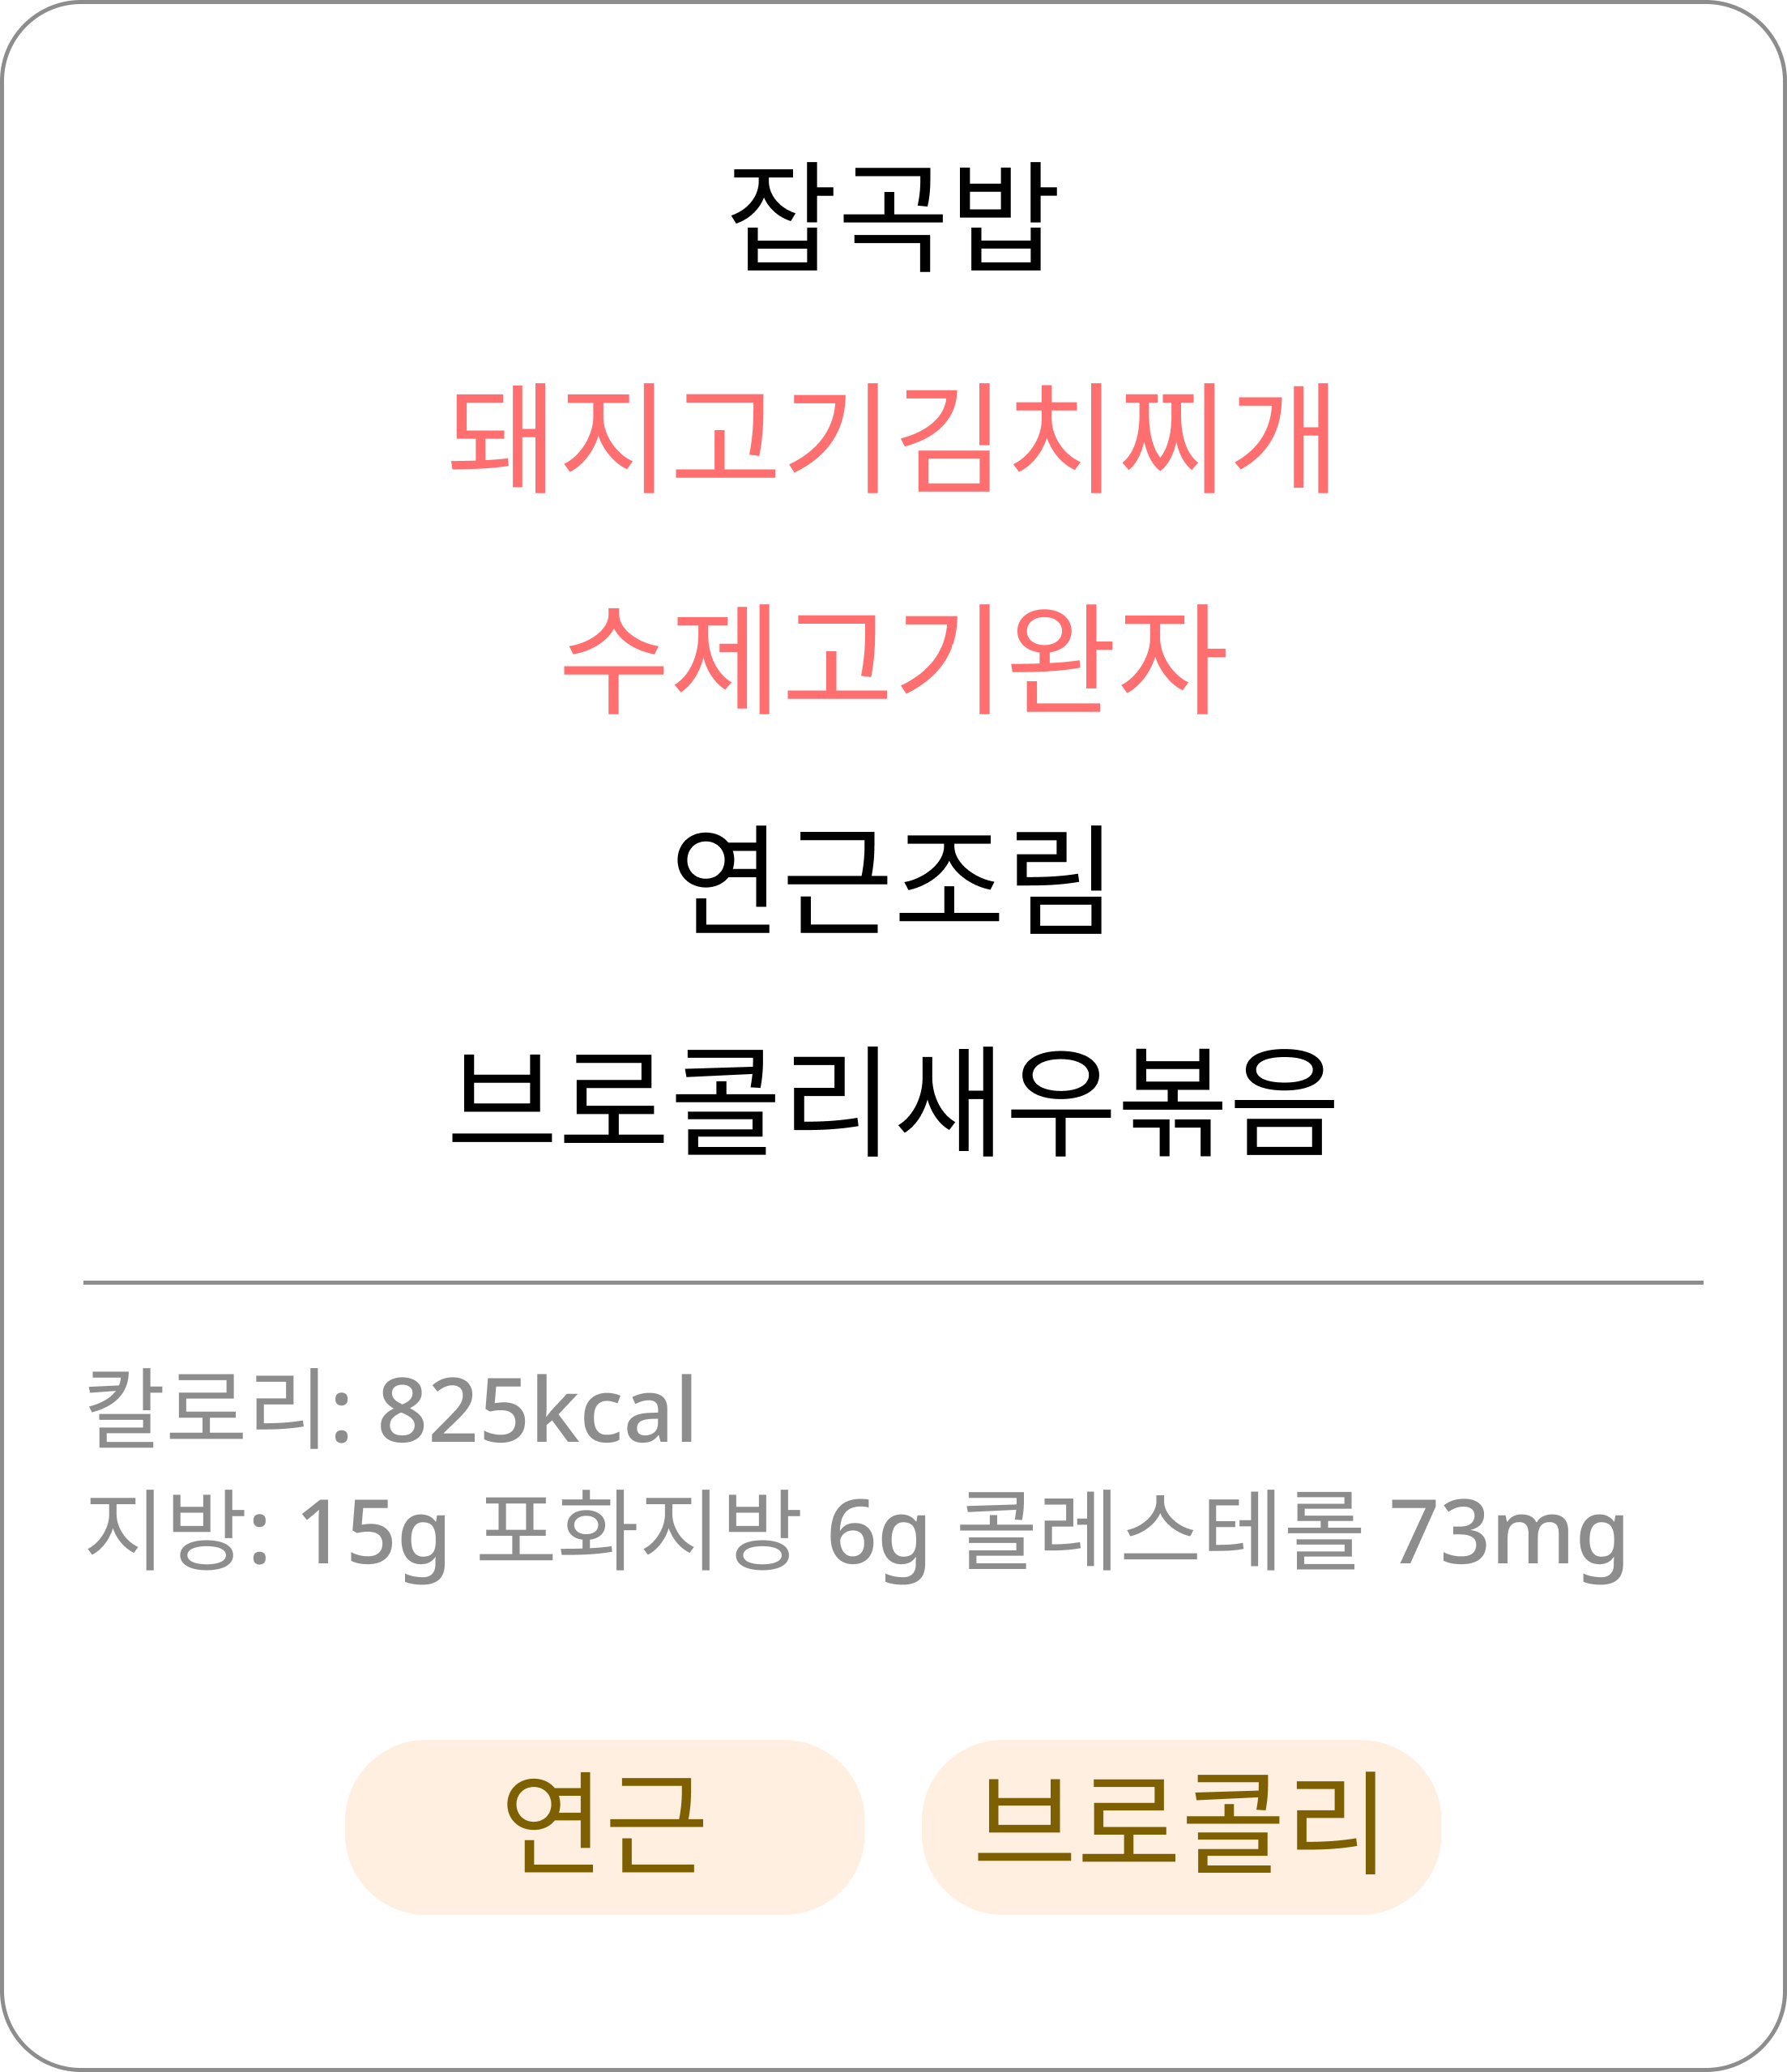 잡곡밥
돼지고기김치찌개
수제고기완자
연근조림
브로콜리새우볶음
칼로리: 825kcal
지방: 15g 포화지방 6g 콜레스테롤 73mg
연근
브로콜리